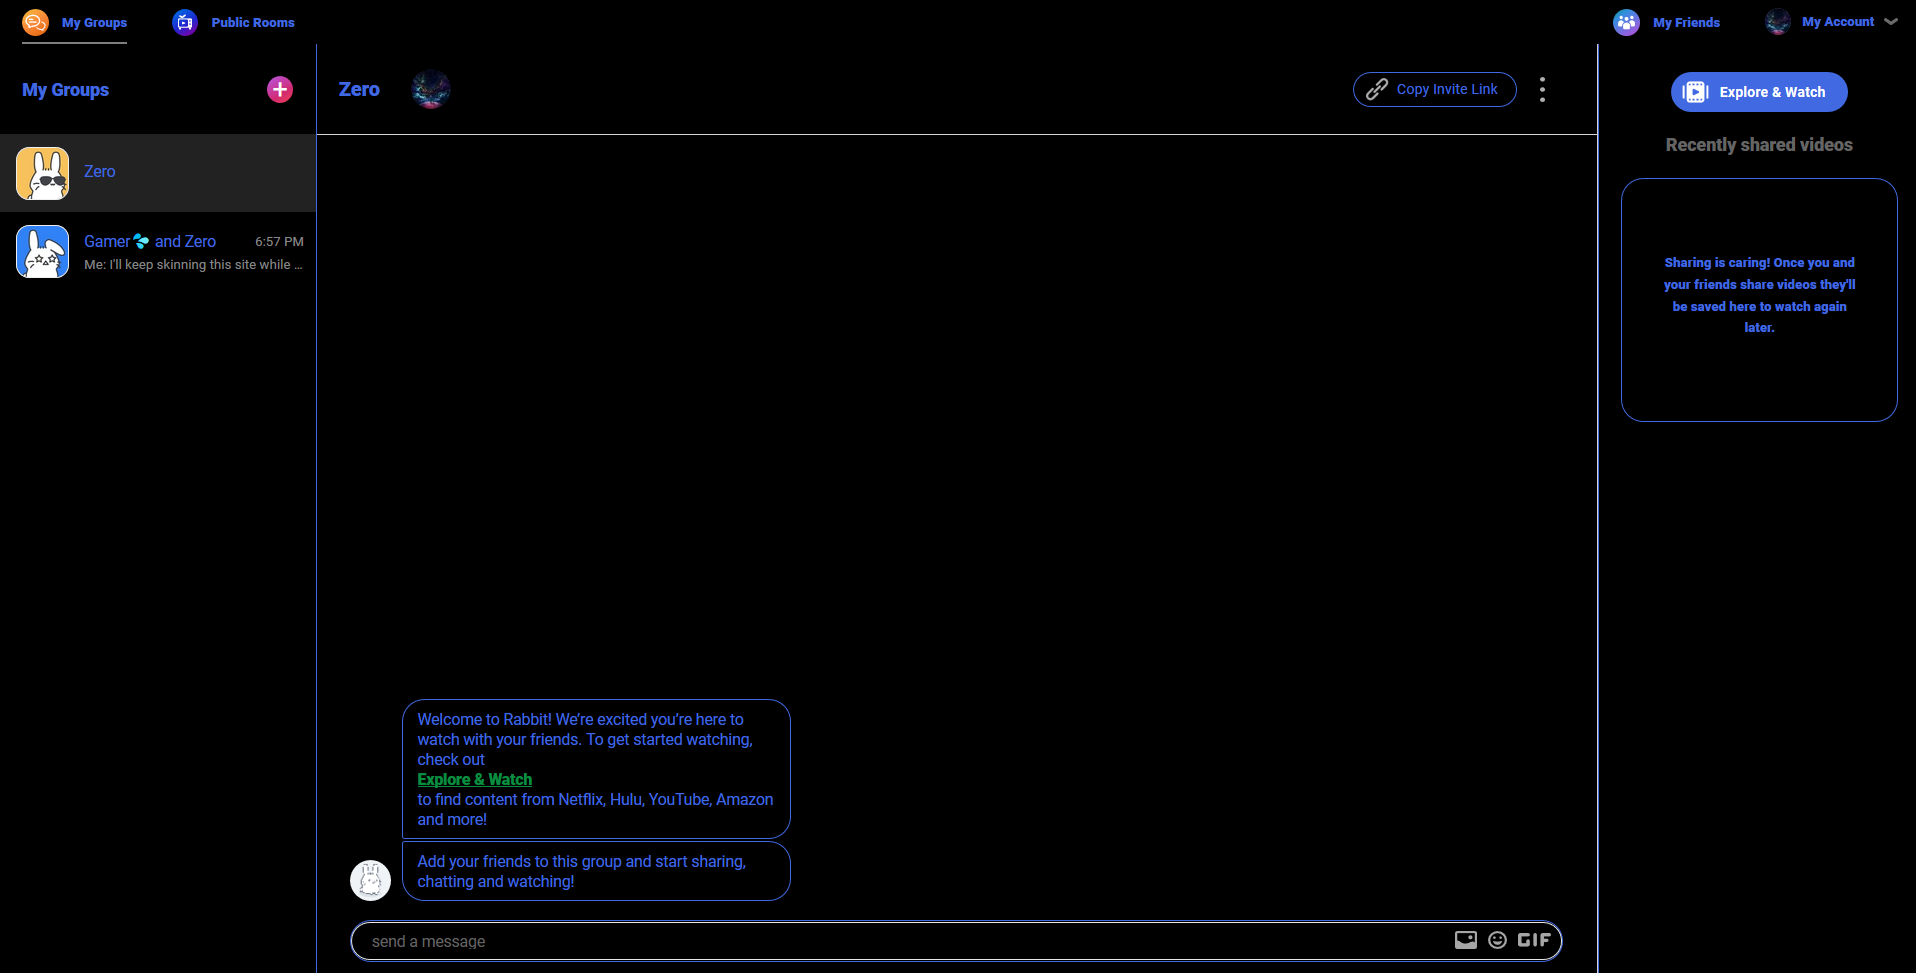 My Groups
Public Rooms
My Friends
My Account
My Groups
Zero
Gamer💦 and Zero
6:57 PM
Me: I'll keep skinning this site while ...
Zero
Copy Invite Link
Welcome to Rabbit! We’re excited you’re here to
watch with your friends. To get started watching,
check out
Explore & Watch
to find content from Netflix, Hulu, YouTube, Amazon
and more!
Add your friends to this group and start sharing,
chatting and watching!
send a message
GIF
Explore & Watch
Recently shared videos
Sharing is caring! Once you and
your friends share videos they'll
be saved here to watch again
later.